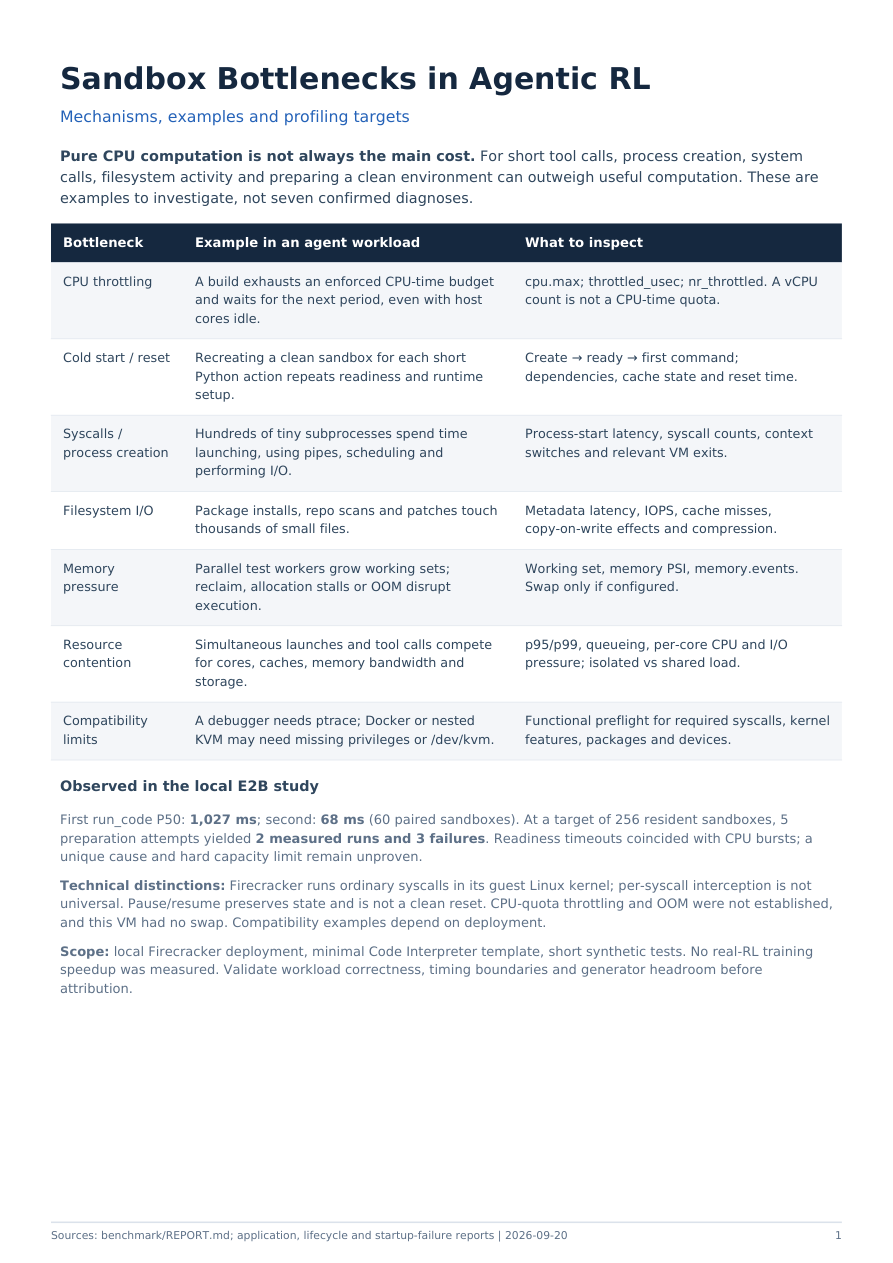 Sandbox Bottlenecks in Agentic RL
Mechanisms, examples and profiling targets
Pure CPU computation is not always the main cost. For short tool calls, process creation, system
calls, filesystem activity and preparing a clean environment can outweigh useful computation. These are
examples to investigate, not seven confirmed diagnoses.
Bottleneck Example in an agent workload What to inspect
CPU throttling A build exhausts an enforced CPU-time budget cpu.max; throttled_usec; nr_throttled. A vCPU
and waits for the next period, even with host count is not a CPU-time quota.
cores idle.
Cold start / reset Recreating a clean sandbox for each short Create → ready → first command;
Python action repeats readiness and runtime dependencies, cache state and reset time.
setup.
Syscalls / Hundreds of tiny subprocesses spend time Process-start latency, syscall counts, context
process creation launching, using pipes, scheduling and switches and relevant VM exits.
performing I/O.
Filesystem I/O Package installs, repo scans and patches touch Metadata latency, IOPS, cache misses,
thousands of small files. copy-on-write effects and compression.
Memory Parallel test workers grow working sets; Working set, memory PSI, memory.events.
pressure reclaim, allocation stalls or OOM disrupt Swap only if configured.
execution.
Resource Simultaneous launches and tool calls compete p95/p99, queueing, per-core CPU and I/O
contention for cores, caches, memory bandwidth and pressure; isolated vs shared load.
storage.
Compatibility A debugger needs ptrace; Docker or nested Functional preflight for required syscalls, kernel
limits KVM may need missing privileges or /dev/kvm. features, packages and devices.
Observed in the local E2B study
First run_code P50: 1,027 ms; second: 68 ms (60 paired sandboxes). At a target of 256 resident sandboxes, 5
preparation attempts yielded 2 measured runs and 3 failures. Readiness timeouts coincided with CPU bursts; a
unique cause and hard capacity limit remain unproven.
Technical distinctions: Firecracker runs ordinary syscalls in its guest Linux kernel; per-syscall interception is not
universal. Pause/resume preserves state and is not a clean reset. CPU-quota throttling and OOM were not established,
and this VM had no swap. Compatibility examples depend on deployment.
Scope: local Firecracker deployment, minimal Code Interpreter template, short synthetic tests. No real-RL training
speedup was measured. Validate workload correctness, timing boundaries and generator headroom before
attribution.
Sources: benchmark/REPORT.md; application, lifecycle and startup-failure reports | 2026-09-20 1